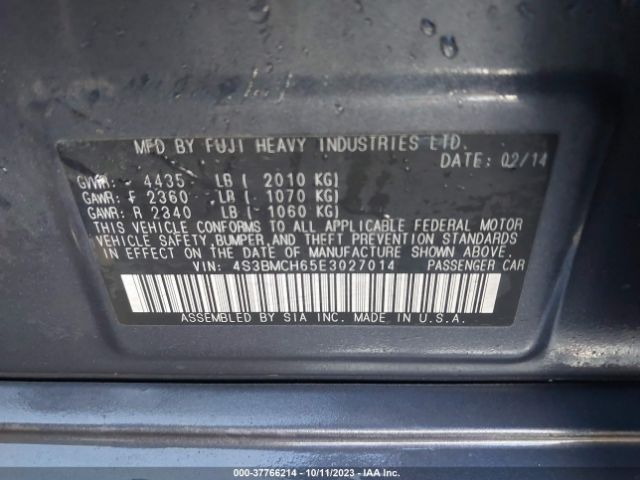 MFD BY FUJI HEAVY INDUSTRIES LTD.
DATE: 02/14
GVWR: 4435 LB ( 2010 KG)
GAWR: F 2360 LB ( 1070 KG)
GAWR: R 2340 LB ( 1060 KG)
THIS VEHICLE CONFORMS TO ALL APPLICABLE FEDERAL MOTOR
VEHICLE SAFETY, BUMPER, AND THEFT PREVENTION STANDARDS
IN EFFECT ON THE DATE OF MANUFACTURE SHOWN ABOVE.
VIN: 4S3BMCH65E3027014 PASSENGER CAR
ASSEMBLED BY SIA INC. MADE IN U.S.A.
000-37766214 - 10/11/2023 - IAAI.com